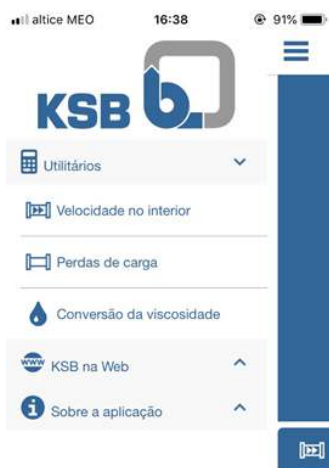 altice MEO 16:38 91%
KSB b
Utilitários
Velocidade no interior
Perdas de carga
Conversão da viscosidade
www KSB na Web
i Sobre a aplicação